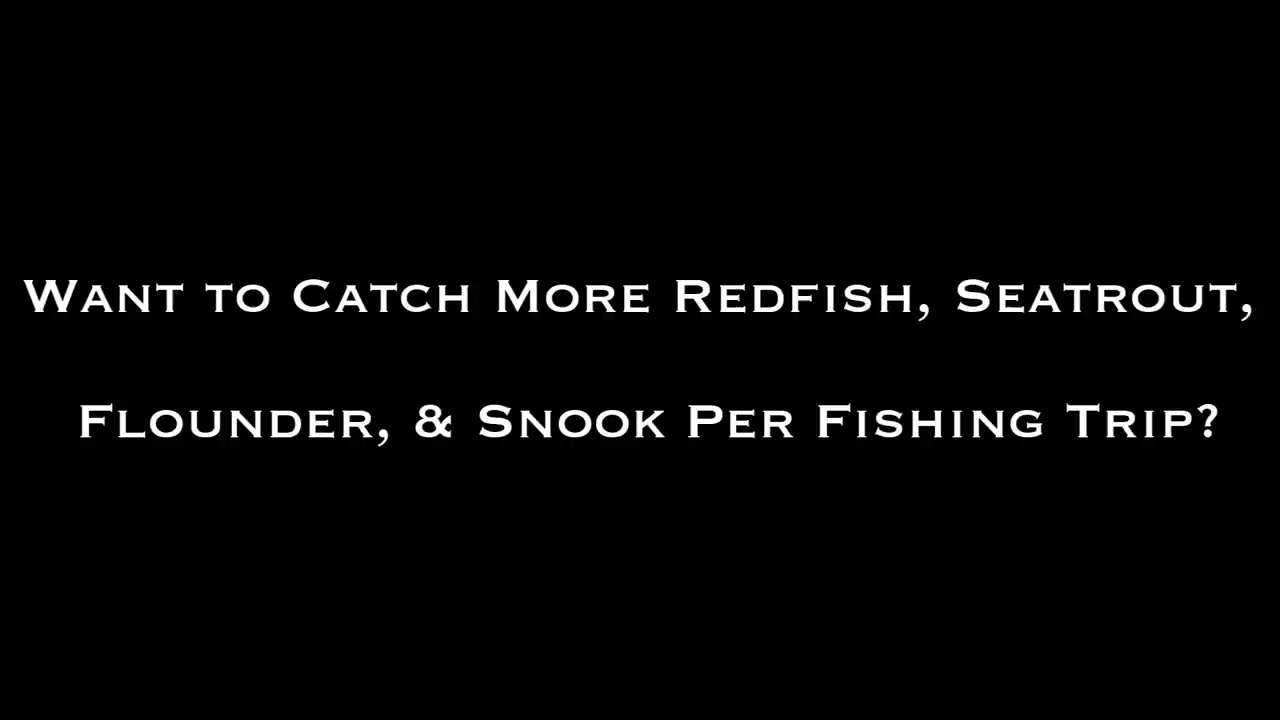 Want to Catch More Redfish, Seatrout,
Flounder, & Snook Per Fishing Trip?